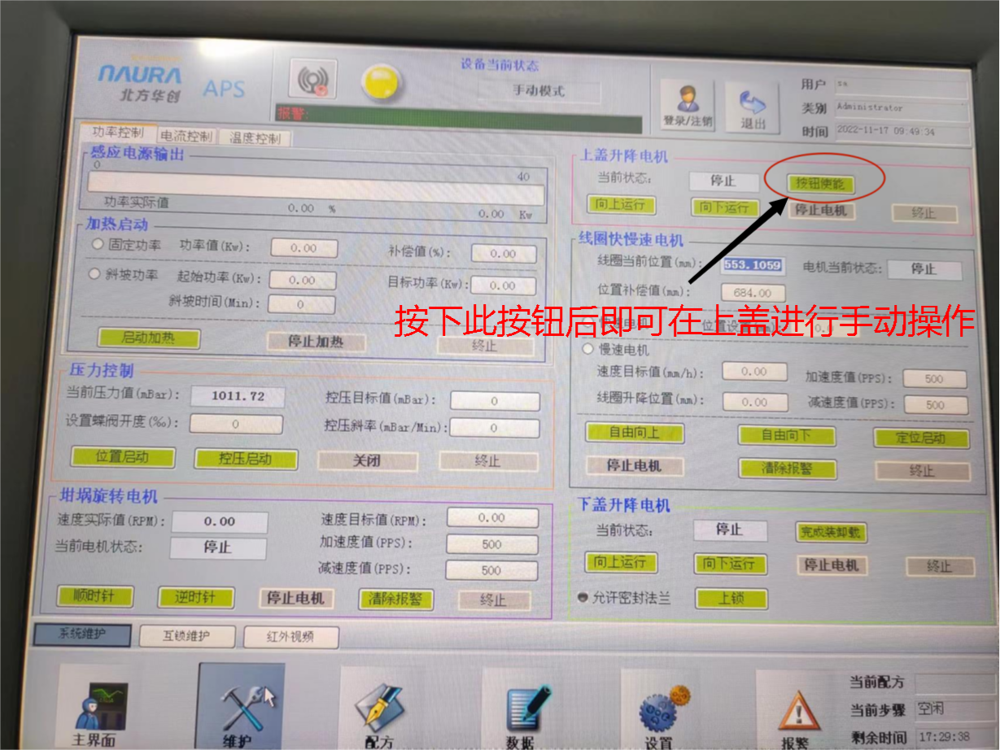 NAURA
北方华创
APS
设备当前状态
手动模式
报警:
登录/注销
退出
用户 sa
类别 Administrator
时间 2022-11-17 09:49:34
功率控制 电流控制 温度控制
感应电源输出
0 40
功率实际值 0.00 % 0.00 Kw
加热启动
固定功率 功率值(Kw): 0.00 补偿值(%): 0.00
斜坡功率 起始功率(Kw): 0.00 目标功率(Kw): 0.00
斜坡时间(Min): 0
启动加热 停止加热 终止
压力控制
当前压力值(mBar): 1011.72 控压目标值(mBar): 0
设置蝶阀开度(‰): 0 控压斜率(mBar/Min): 0
位置启动 控压启动 关闭 终止
坩埚旋转电机
速度实际值(RPM): 0.00 速度目标值(RPM): 0.00
当前电机状态: 停止 加速度值(PPS): 500
减速度值(PPS): 500
顺时针 逆时针 停止电机 清除报警 终止
上盖升降电机
当前状态: 停止 按钮使能
向上运行 向下运行 停止电机 终止
线圈快慢速电机
线圈当前位置(mm): 553.1059 电机当前状态: 停止
位置补偿值(mm): 684.00
按下此按钮后即可在上盖进行手动操作
慢速电机
速度目标值(mm/h): 0.00 加速度值(PPS): 500
线圈升降位置(mm): 0.00 减速度值(PPS): 500
自由向上 自由向下 定位启动
停止电机 清除报警 终止
下盖升降电机
当前状态: 停止 完成装卸载
向上运行 向下运行 停止电机 终止
允许密封法兰 上锁
系统维护 互锁维护 红外视频
主界面 维护 配方 数据 设置 报警
当前配方
当前步骤 空闲
剩余时间 17:29:38